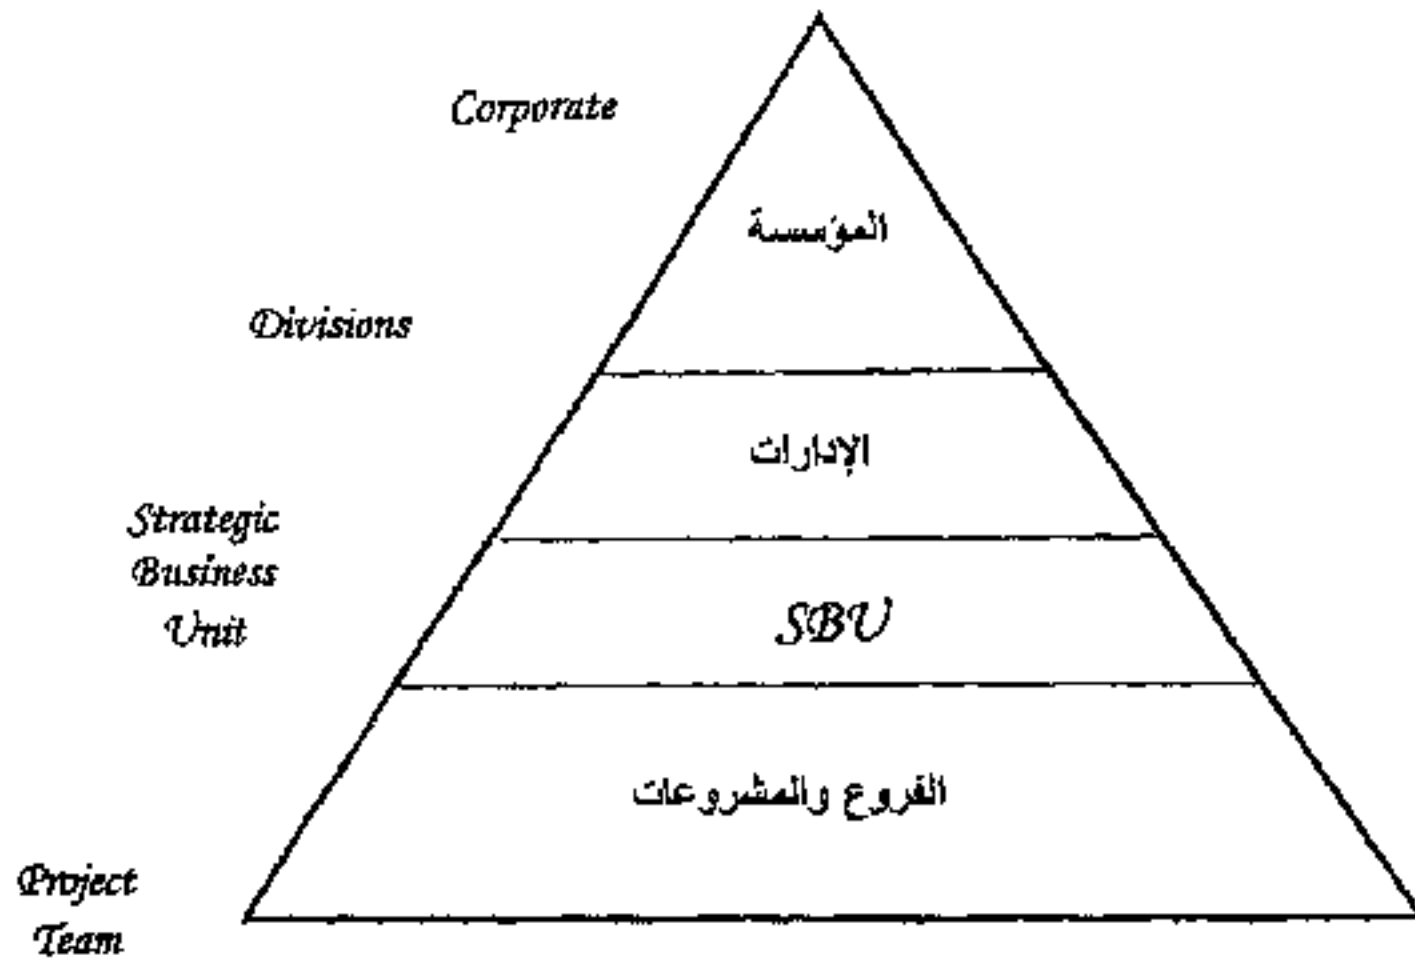 Corporate
المؤسسة
Divisions
الإدارات
Strategic
Business
Unit
SBU
الفروع والمشروعات
Project
Team